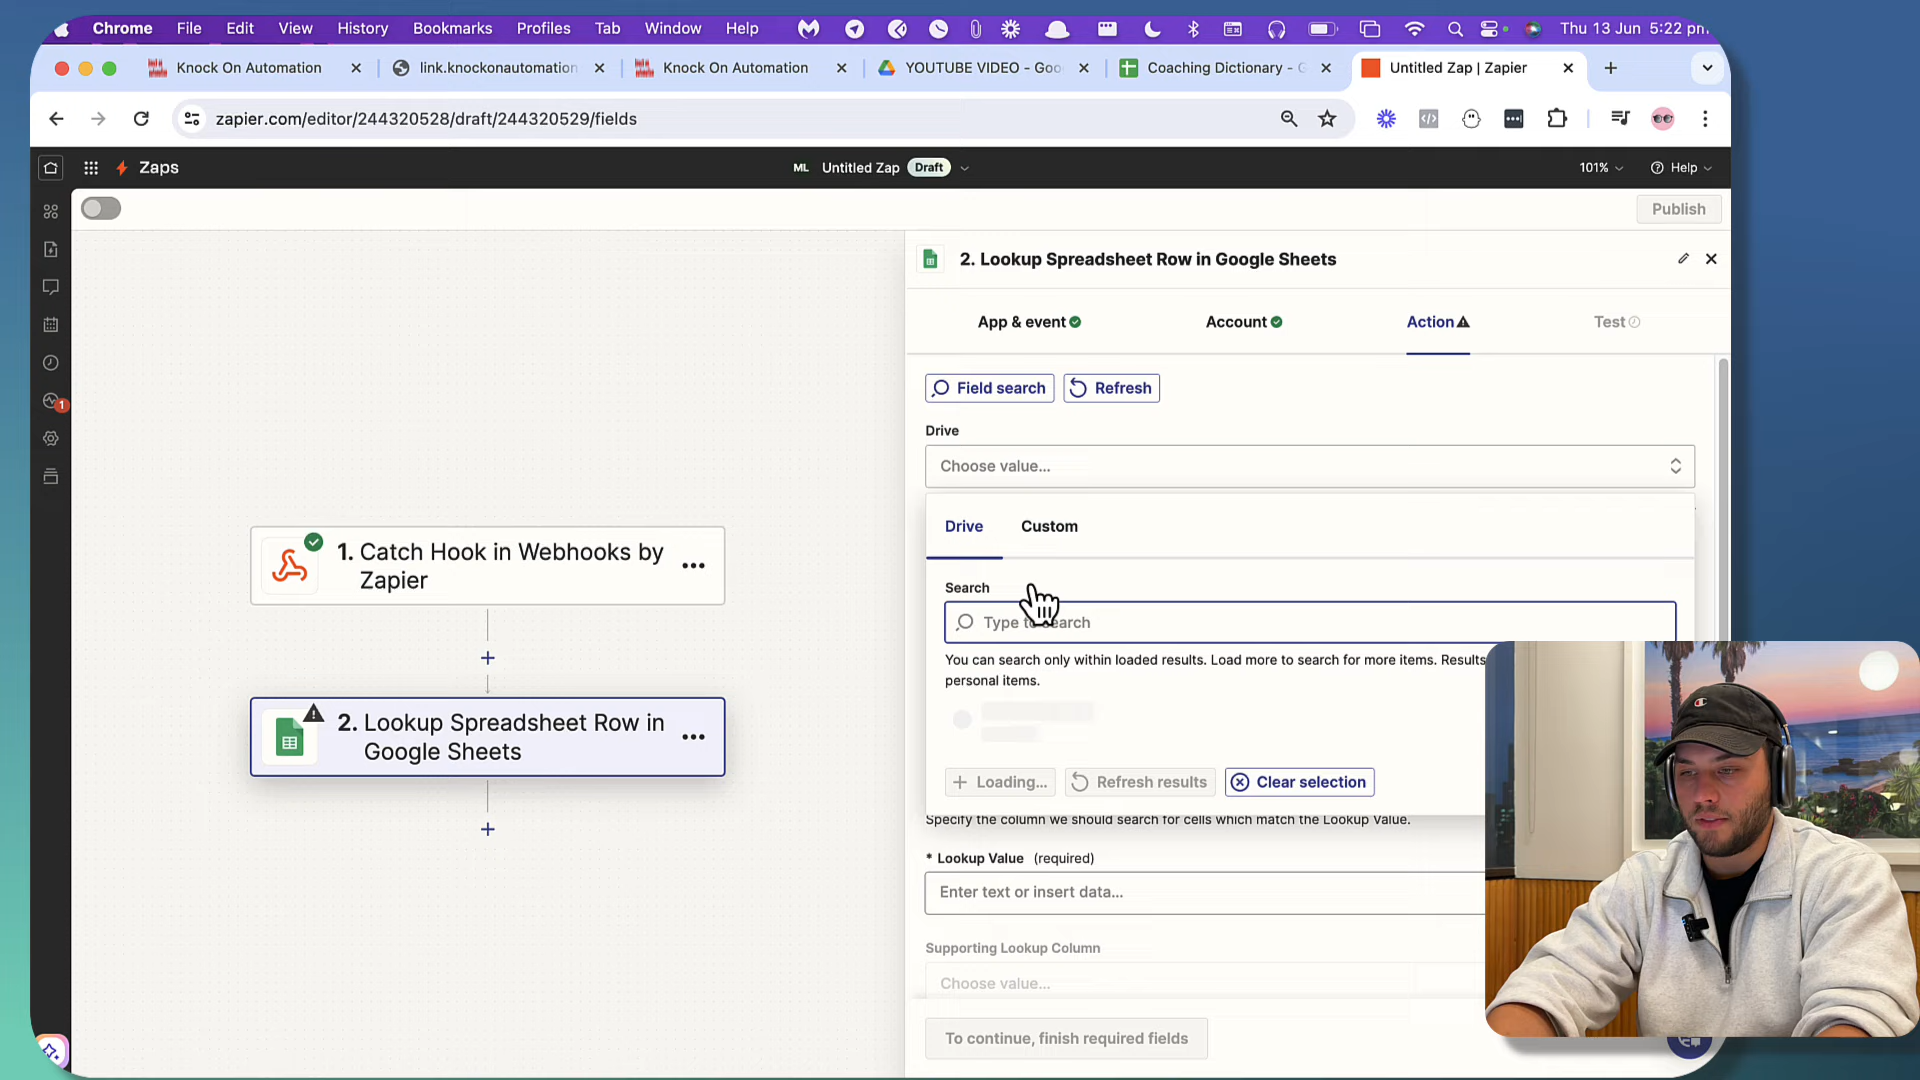 Chrome File Edit View History Bookmarks Profiles Tab Window Help Thu 13 Jun 5:22 pm
Knock On Automation link.knockonautomation Knock On Automation YOUTUBE VIDEO - Goo Coaching Dictionary - G Untitled Zap | Zapier
zapier.com/editor/244320528/draft/244320529/fields
Zaps ML Untitled Zap Draft 101% Help
Publish
2. Lookup Spreadsheet Row in Google Sheets
App & event Account Action Test
Field search Refresh
Drive
Choose value...
Drive Custom
Search
Type to search
You can search only within loaded results. Load more to search for more items. Results
personal items.
+ Loading... Refresh results Clear selection
Specify the column we should search for cells which match the Lookup Value.
* Lookup Value (required)
Enter text or insert data...
Supporting Lookup Column
Choose value...
To continue, finish required fields
1
1. Catch Hook in Webhooks by
Zapier
2. Lookup Spreadsheet Row in
Google Sheets